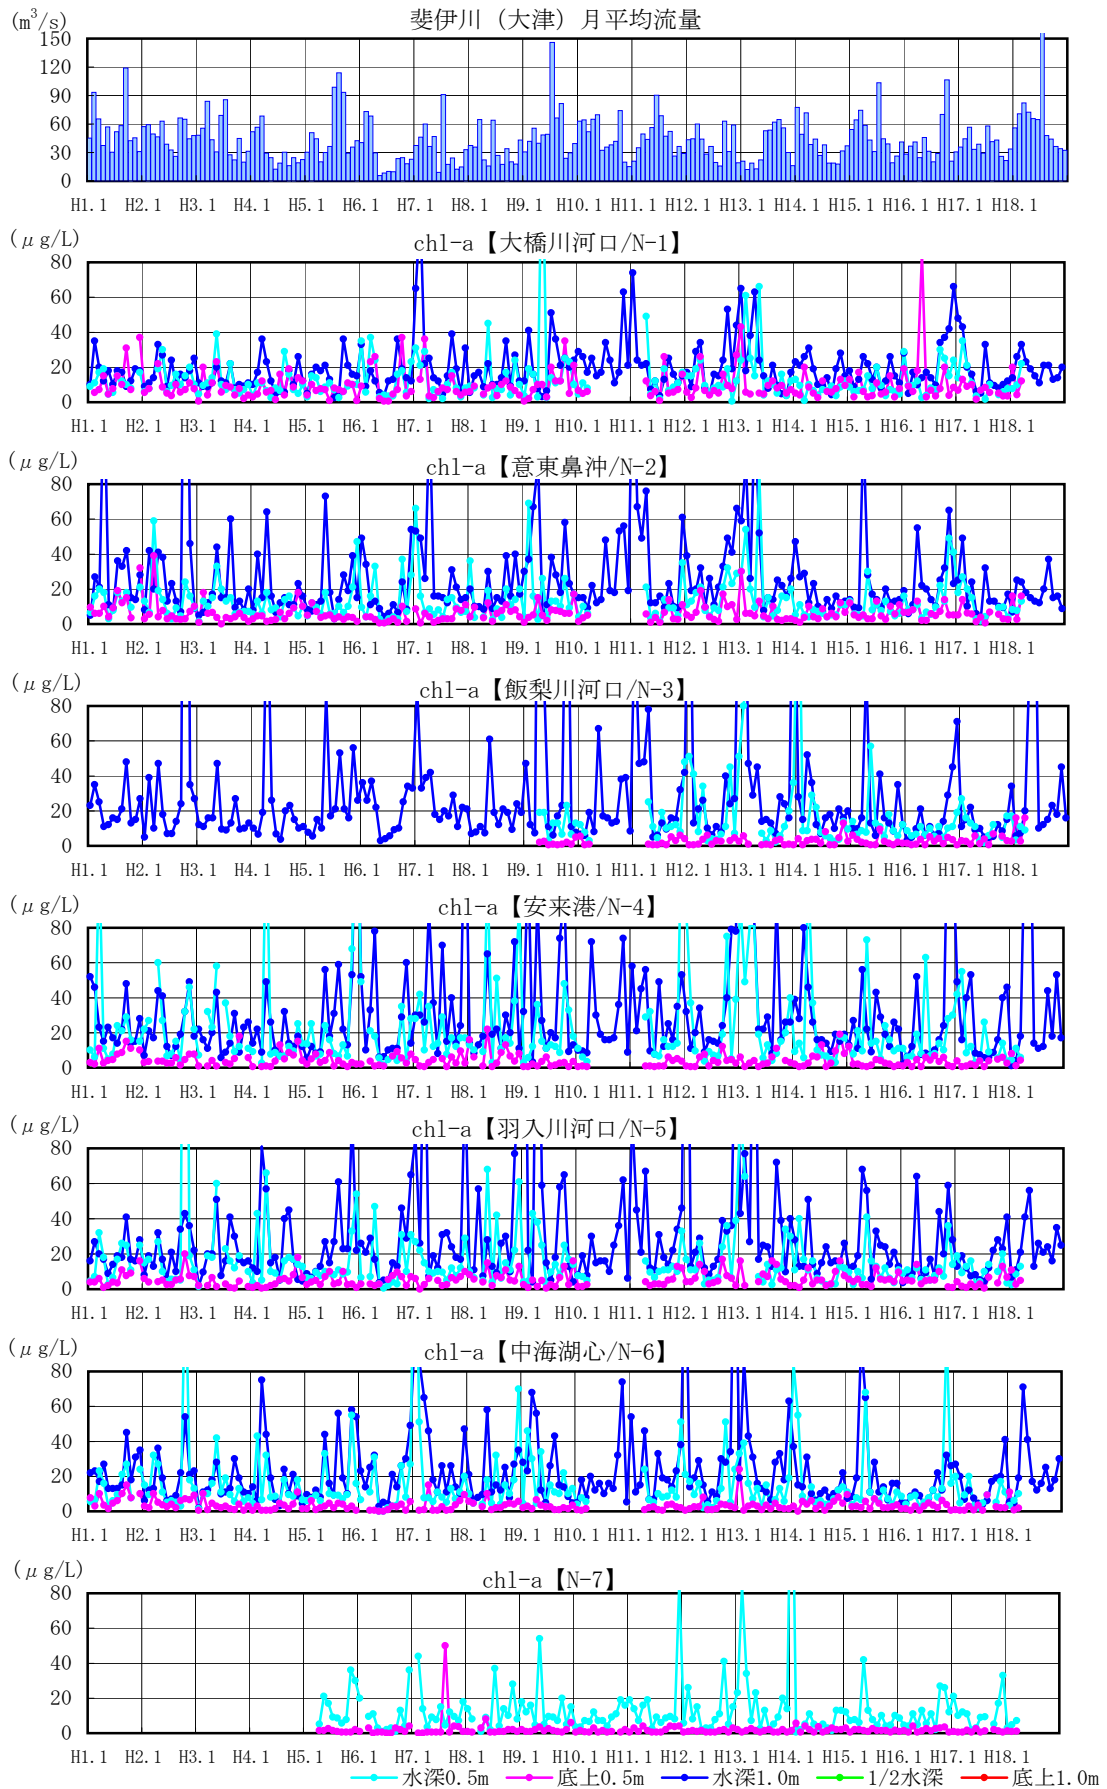 (m³/s) 斐伊川（大津）月平均流量
150
120
90
60
30
0
H1.1 H2.1 H3.1 H4.1 H5.1 H6.1 H7.1 H8.1 H9.1 H10.1 H11.1 H12.1 H13.1 H14.1 H15.1 H16.1 H17.1 H18.1
(μg/L) chl-a【大橋川河口/N-1】
80
60
40
20
0
H1.1 H2.1 H3.1 H4.1 H5.1 H6.1 H7.1 H8.1 H9.1 H10.1 H11.1 H12.1 H13.1 H14.1 H15.1 H16.1 H17.1 H18.1
(μg/L) chl-a【意東鼻沖/N-2】
80
60
40
20
0
H1.1 H2.1 H3.1 H4.1 H5.1 H6.1 H7.1 H8.1 H9.1 H10.1 H11.1 H12.1 H13.1 H14.1 H15.1 H16.1 H17.1 H18.1
(μg/L) chl-a【飯梨川河口/N-3】
80
60
40
20
0
H1.1 H2.1 H3.1 H4.1 H5.1 H6.1 H7.1 H8.1 H9.1 H10.1 H11.1 H12.1 H13.1 H14.1 H15.1 H16.1 H17.1 H18.1
(μg/L) chl-a【安来港/N-4】
80
60
40
20
0
H1.1 H2.1 H3.1 H4.1 H5.1 H6.1 H7.1 H8.1 H9.1 H10.1 H11.1 H12.1 H13.1 H14.1 H15.1 H16.1 H17.1 H18.1
(μg/L) chl-a【羽入川河口/N-5】
80
60
40
20
0
H1.1 H2.1 H3.1 H4.1 H5.1 H6.1 H7.1 H8.1 H9.1 H10.1 H11.1 H12.1 H13.1 H14.1 H15.1 H16.1 H17.1 H18.1
(μg/L) chl-a【中海湖心/N-6】
80
60
40
20
0
H1.1 H2.1 H3.1 H4.1 H5.1 H6.1 H7.1 H8.1 H9.1 H10.1 H11.1 H12.1 H13.1 H14.1 H15.1 H16.1 H17.1 H18.1
(μg/L) chl-a【N-7】
80
60
40
20
0
H1.1 H2.1 H3.1 H4.1 H5.1 H6.1 H7.1 H8.1 H9.1 H10.1 H11.1 H12.1 H13.1 H14.1 H15.1 H16.1 H17.1 H18.1
水深0.5m 底上0.5m 水深1.0m 1/2水深 底上1.0m